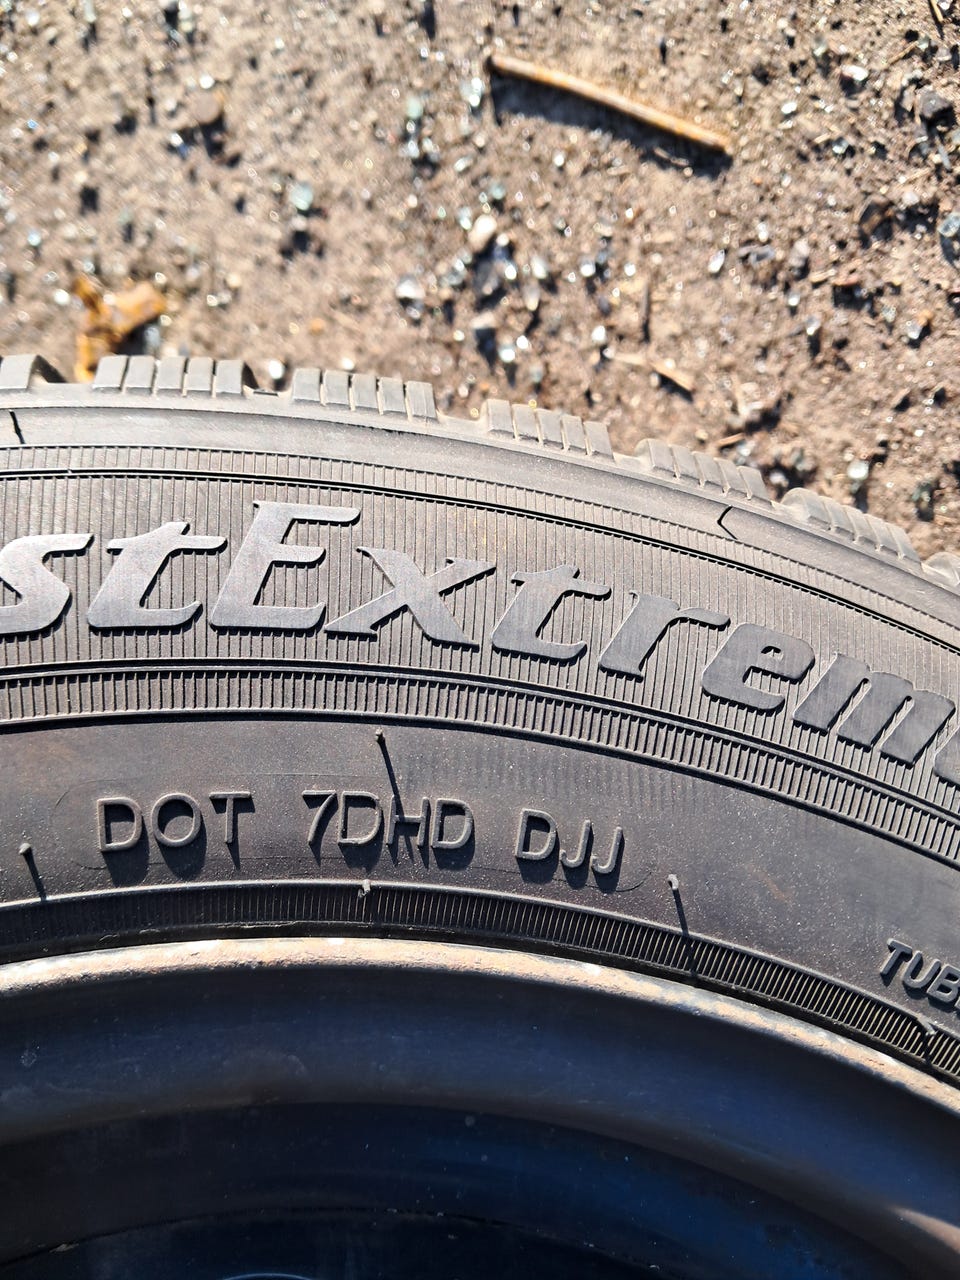 stExtrem
DOT 7DHD DJJ
TUB